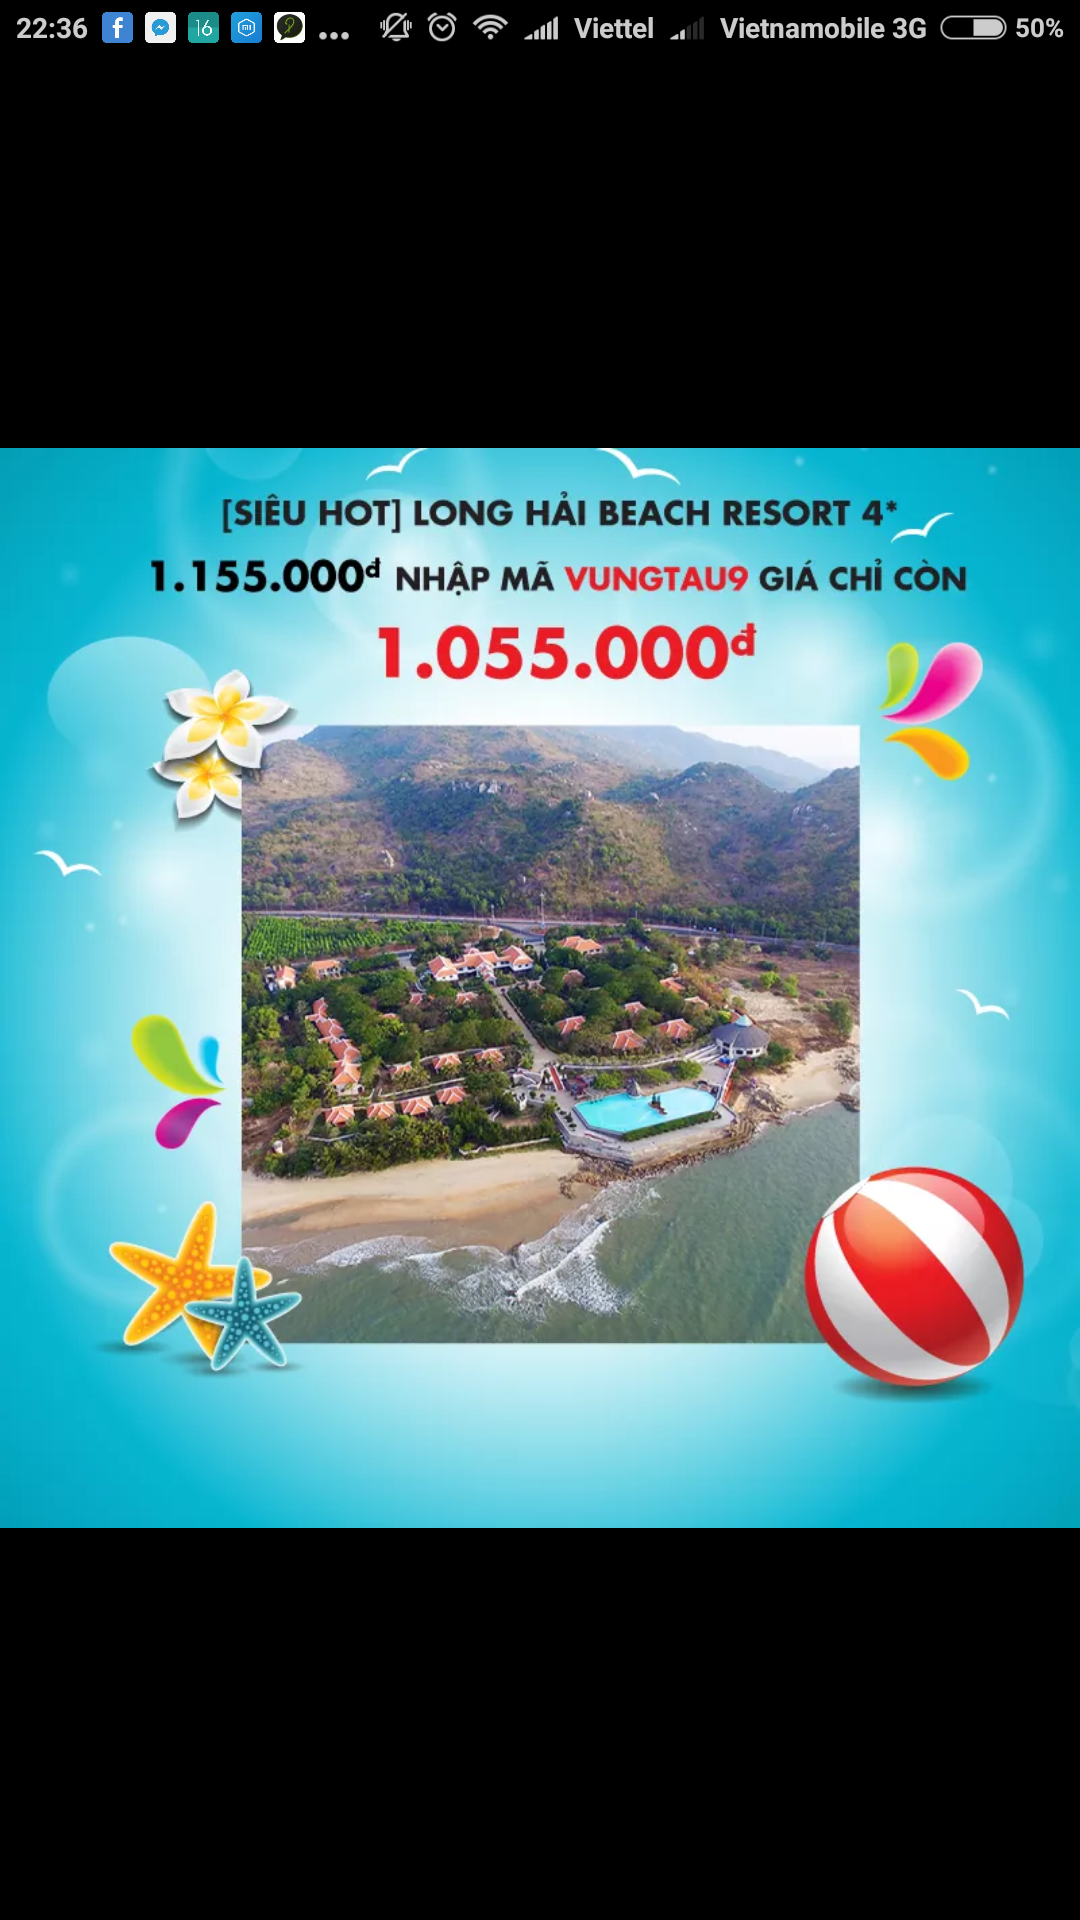 22:36 f 16 ... Viettel Vietnamobile 3G 50%
[SIÊU HOT] LONG HẢI BEACH RESORT 4*
1.155.000đ NHẬP MÃ VUNGTAU9 GIÁ CHỈ CÒN
1.055.000đ